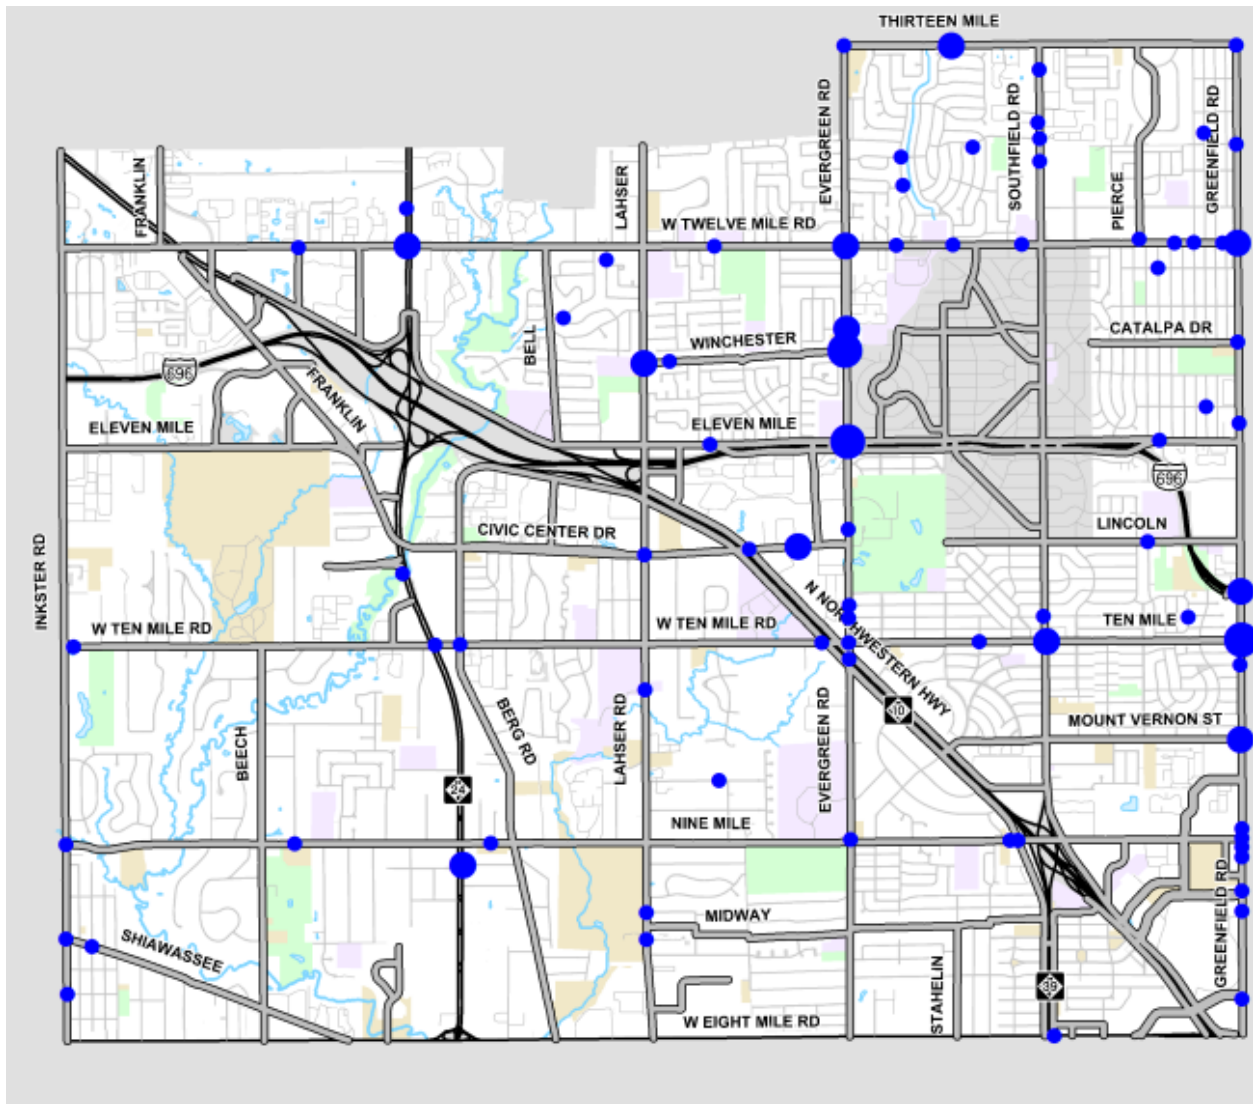 THIRTEEN MILE
EVERGREEN RD
SOUTHFIELD RD
GREENFIELD RD
PIERCE
FRANKLIN
LAHSER
W TWELVE MILE RD
CATALPA DR
WINCHESTER
BELL
696
FRANKLIN
ELEVEN MILE
ELEVEN MILE
696
LINCOLN
CIVIC CENTER DR
INKSTER RD
N NORTHWESTERN HWY
W TEN MILE RD
W TEN MILE RD
TEN MILE
10
MOUNT VERNON ST
BERG RD
LAHSER RD
EVERGREEN RD
BEECH
24
NINE MILE
GREENFIELD RD
MIDWAY
SHIAWASSEE
STAHELIN
39
W EIGHT MILE RD